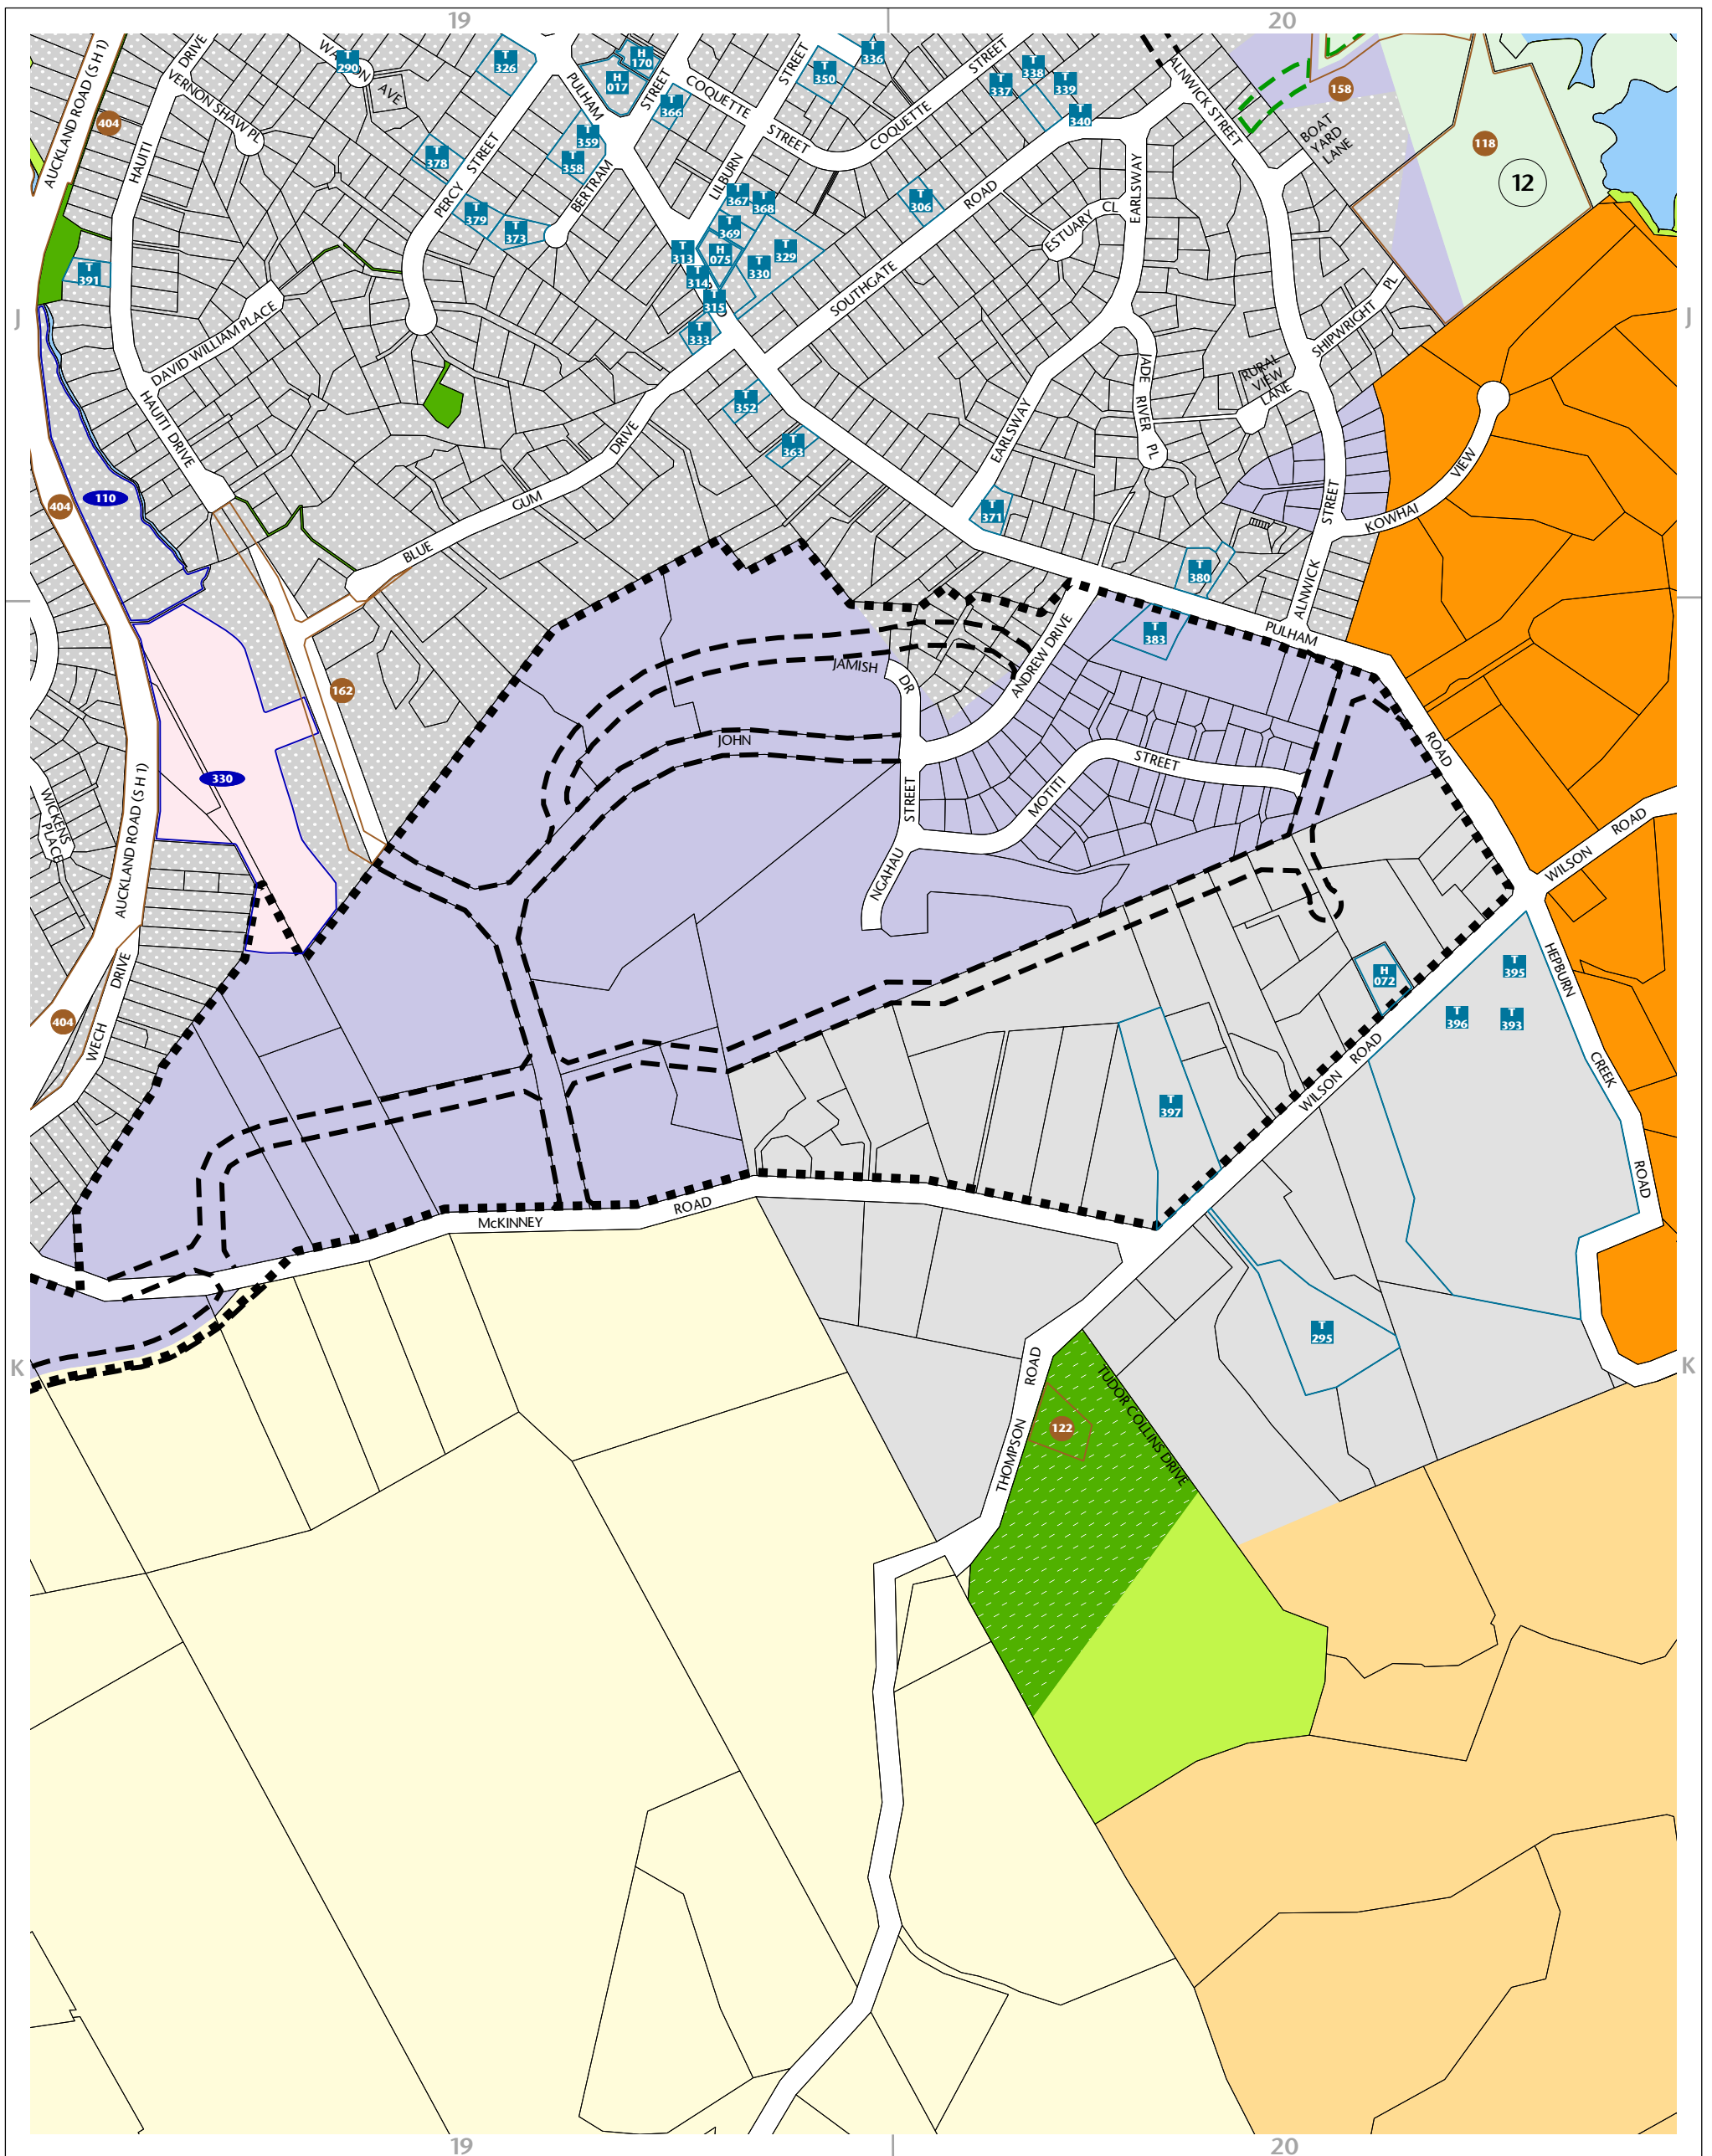 19
20
AUCKLAND ROAD (S H 1)
404
HAUITI
DRIVE
VERNON SHAW PL
T
290
AVE
T
326
PULHAM
H
017
H
170
STREET
T
366
COQUETTE
STREET
STREET
T
350
T
336
COQUETTE
STREET
T
337
T
338
T
339
T
340
ALNWICK STREET
158
BOAT
YARD
LANE
118
12
T
378
PERCY
STREET
T
359
T
358
BERTRAM
T
379
T
373
LILBURN
T
367
T
368
T
369
T
313
H
075
T
314
T
330
T
329
T
315
T
333
T
306
SOUTHGATE
ROAD
ESTUARY
CL
EARLSWAY
T
391
J
J
DAVID WILLIAM PLACE
HAUITI DRIVE
SHIPWRIGHT
PL
RURAL
VIEW
LANE
JADE
RIVER
PL
EARLSWAY
T
352
T
363
T
371
BLUE
GUM
DRIVE
110
404
STREET
KOWHAI
VIEW
T
380
ALNWICK
PULHAM
ROAD
T
383
JAMISH
DR
ANDREW DRIVE
162
JOHN
STREET
MOTITI
STREET
NGAHAU
330
WICKENS
PLACE
AUCKLAND ROAD (S H 1)
WILSON
ROAD
WECH
DRIVE
404
H
072
T
395
T
396
T
393
HEPBURN
CREEK
ROAD
T
397
WILSON
ROAD
McKINNEY
ROAD
T
295
K
K
THOMPSON
ROAD
TUDOR COLLINS DRIVE
122
19
20